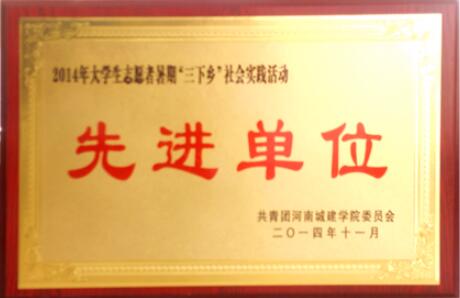 2014年大学生志愿者暑期“三下乡”社会实践活动
先进单位
共青团河南城建学院委员会
二〇一四年十一月